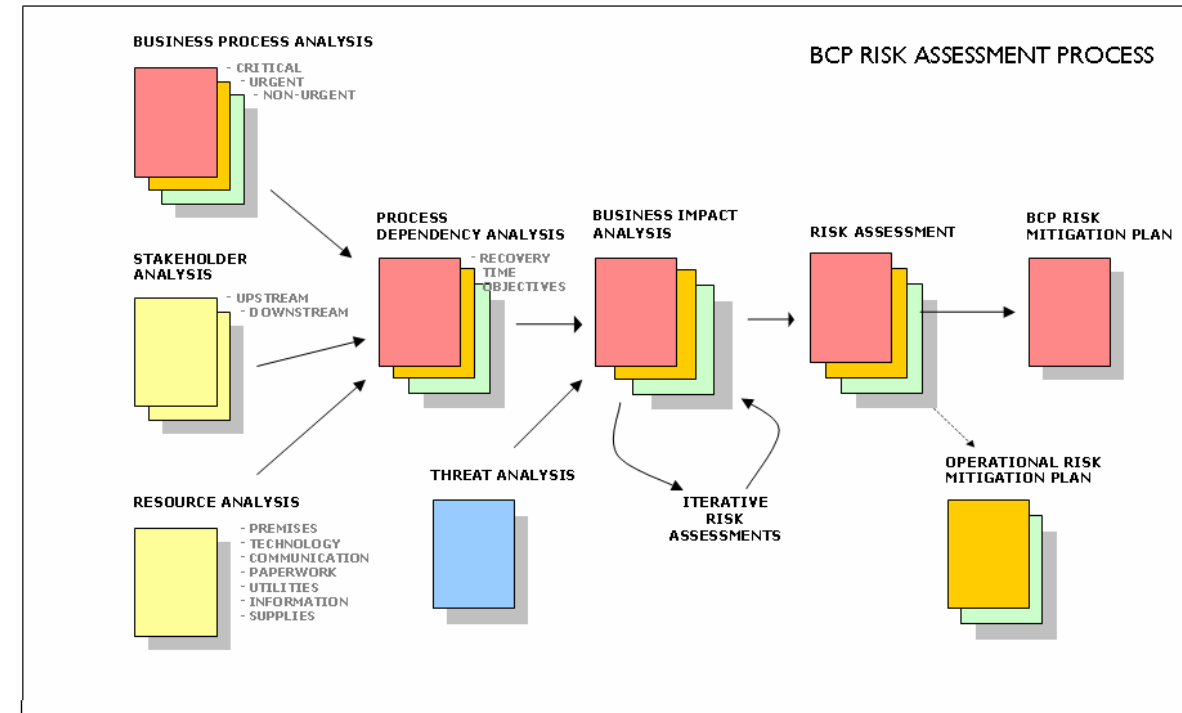 BCP RISK ASSESSMENT PROCESS
BUSINESS PROCESS ANALYSIS
- CRITICAL
- URGENT
- NON-URGENT
STAKEHOLDER
ANALYSIS
- UPSTREAM
- DOWNSTREAM
RESOURCE ANALYSIS
- PREMISES
- TECHNOLOGY
- COMMUNICATION
- PAPERWORK
- UTILITIES
- INFORMATION
- SUPPLIES
PROCESS
DEPENDENCY ANALYSIS
- RECOVERY
TIME
OBJECTIVES
THREAT ANALYSIS
BUSINESS IMPACT
ANALYSIS
ITERATIVE
RISK
ASSESSMENTS
RISK ASSESSMENT
BCP RISK
MITIGATION PLAN
OPERATIONAL RISK
MITIGATION PLAN